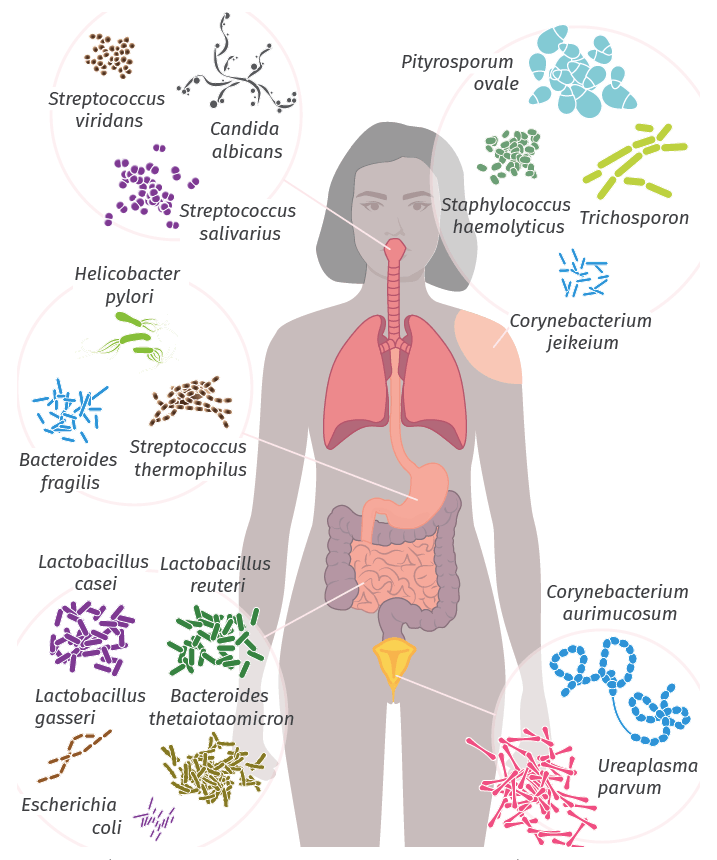 Streptococcus
viridans
Candida
albicans
Streptococcus
salivarius
Pityrosporum
ovale
Staphylococcus
haemolyticus
Trichosporon
Corynebacterium
jeikeium
Helicobacter
pylori
Bacteroides
fragilis
Streptococcus
thermophilus
Lactobacillus
casei
Lactobacillus
reuteri
Lactobacillus
gasseri
Bacteroides
thetaiotaomicron
Escherichia
coli
Corynebacterium
aurimucosum
Ureaplasma
parvum